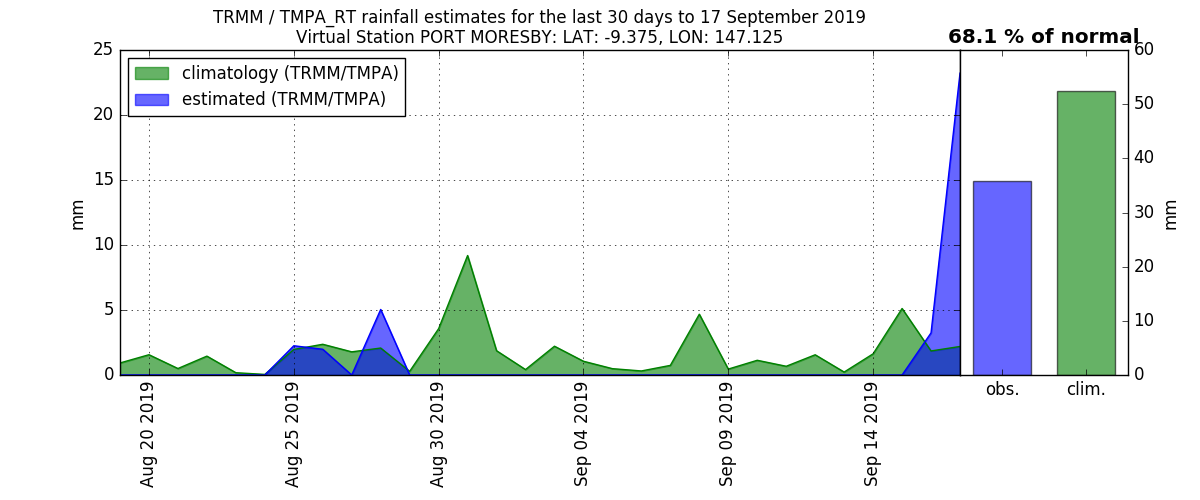 TRMM / TMPA_RT rainfall estimates for the last 30 days to 17 September 2019
Virtual Station PORT MORESBY: LAT: -9.375, LON: 147.125
68.1 % of normal
climatology (TRMM/TMPA)
estimated (TRMM/TMPA)
25
20
15
10
5
0
mm
60
50
40
30
20
10
0
mm
obs.
clim.
Aug 20 2019
Aug 25 2019
Aug 30 2019
Sep 04 2019
Sep 09 2019
Sep 14 2019